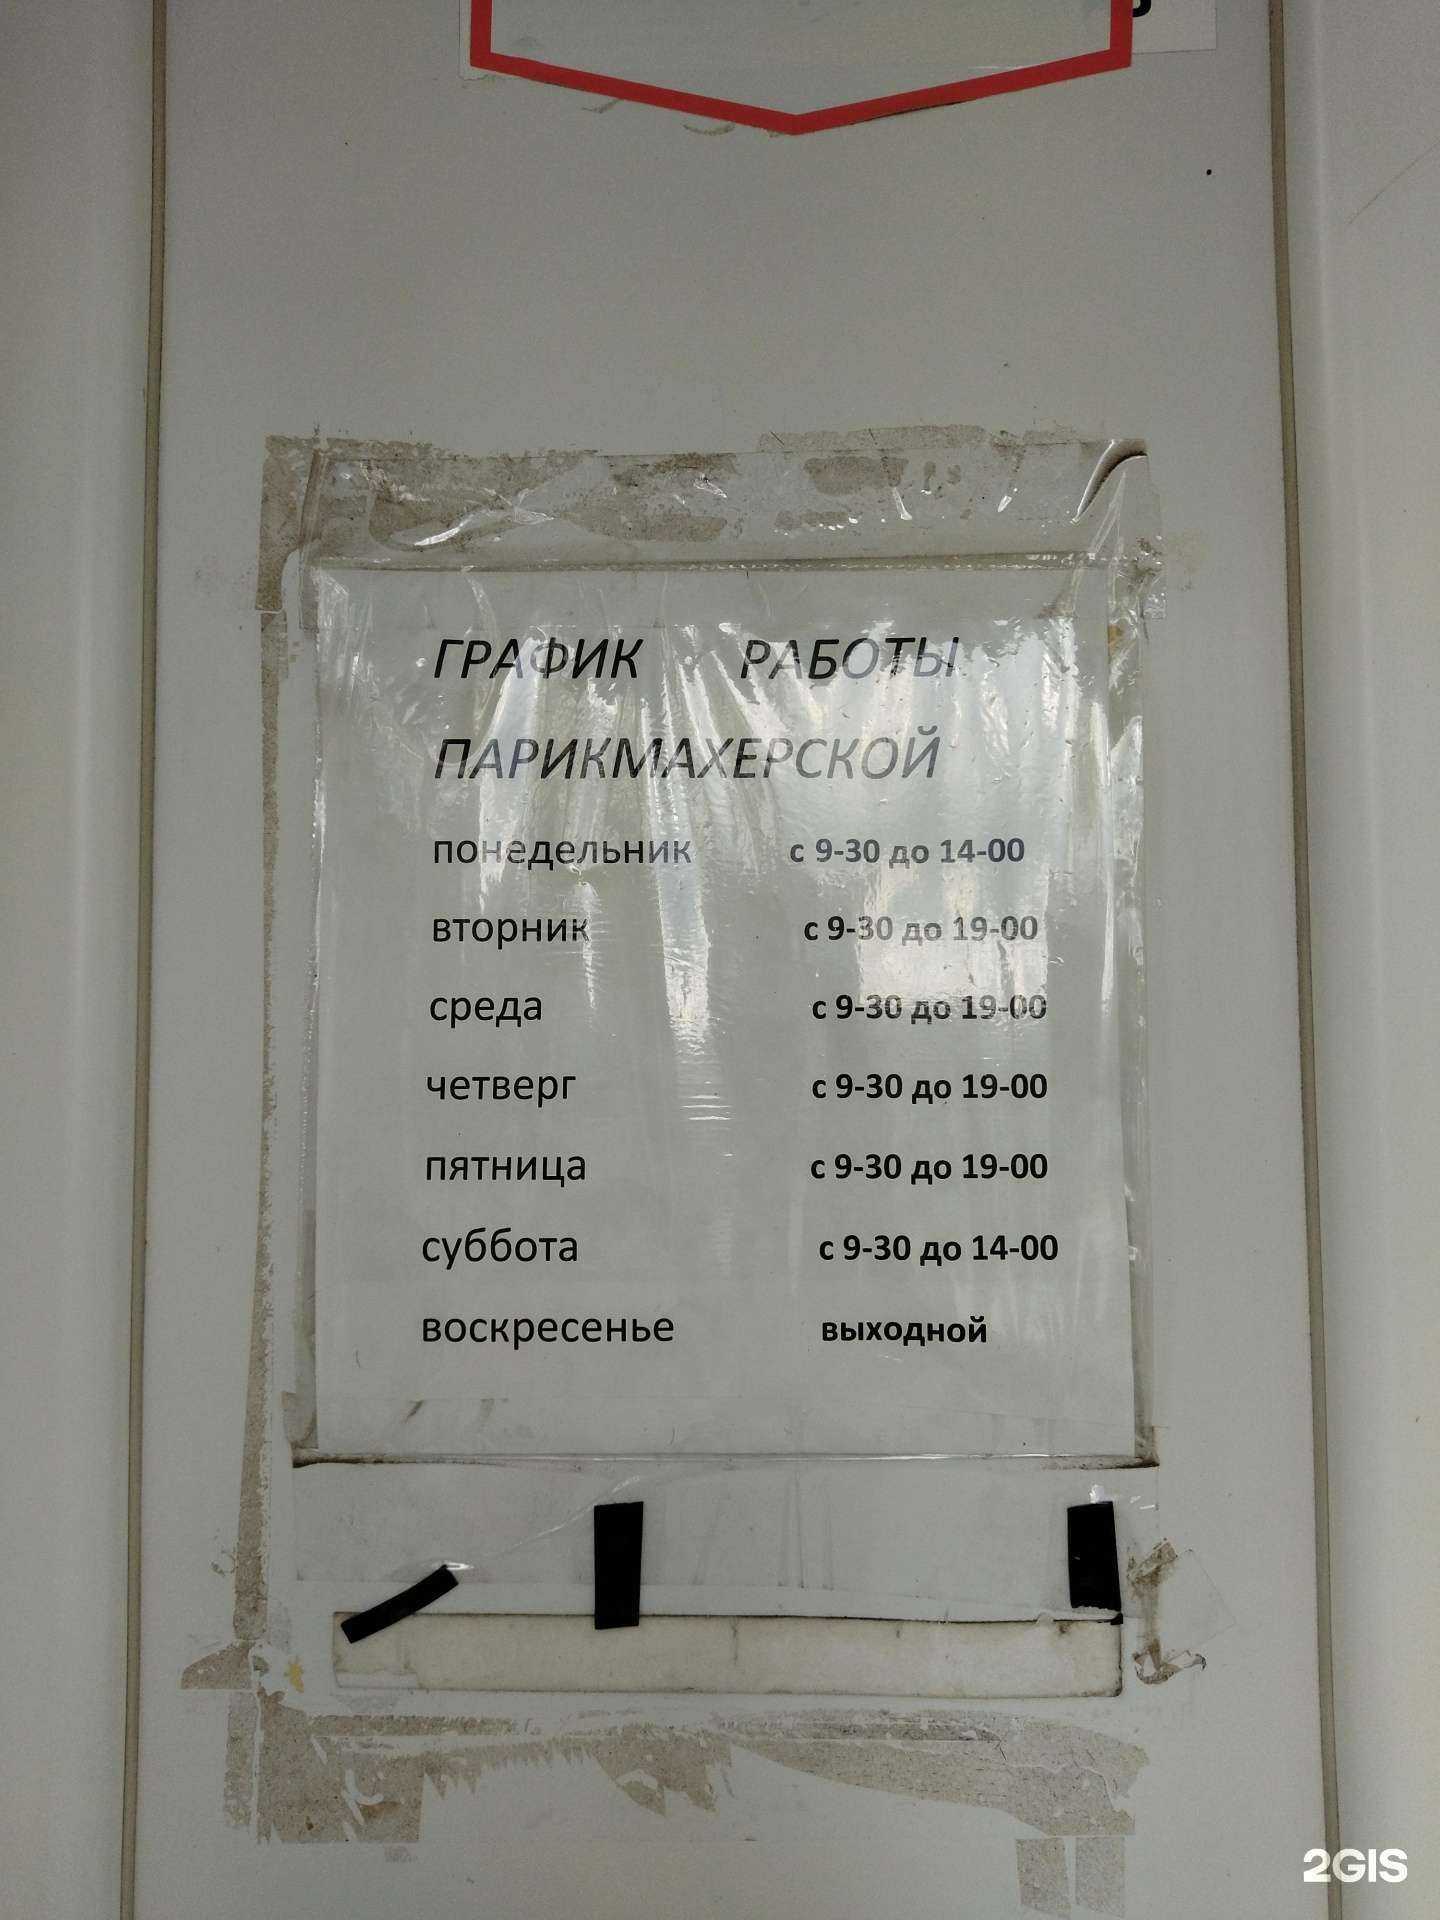 ГРАФИК РАБОТЫ
ПАРИКМАХЕРСКОЙ
понедельник с 9-30 до 14-00
вторник с 9-30 до 19-00
среда с 9-30 до 19-00
четверг с 9-30 до 19-00
пятница с 9-30 до 19-00
суббота с 9-30 до 14-00
воскресенье выходной
2GIS